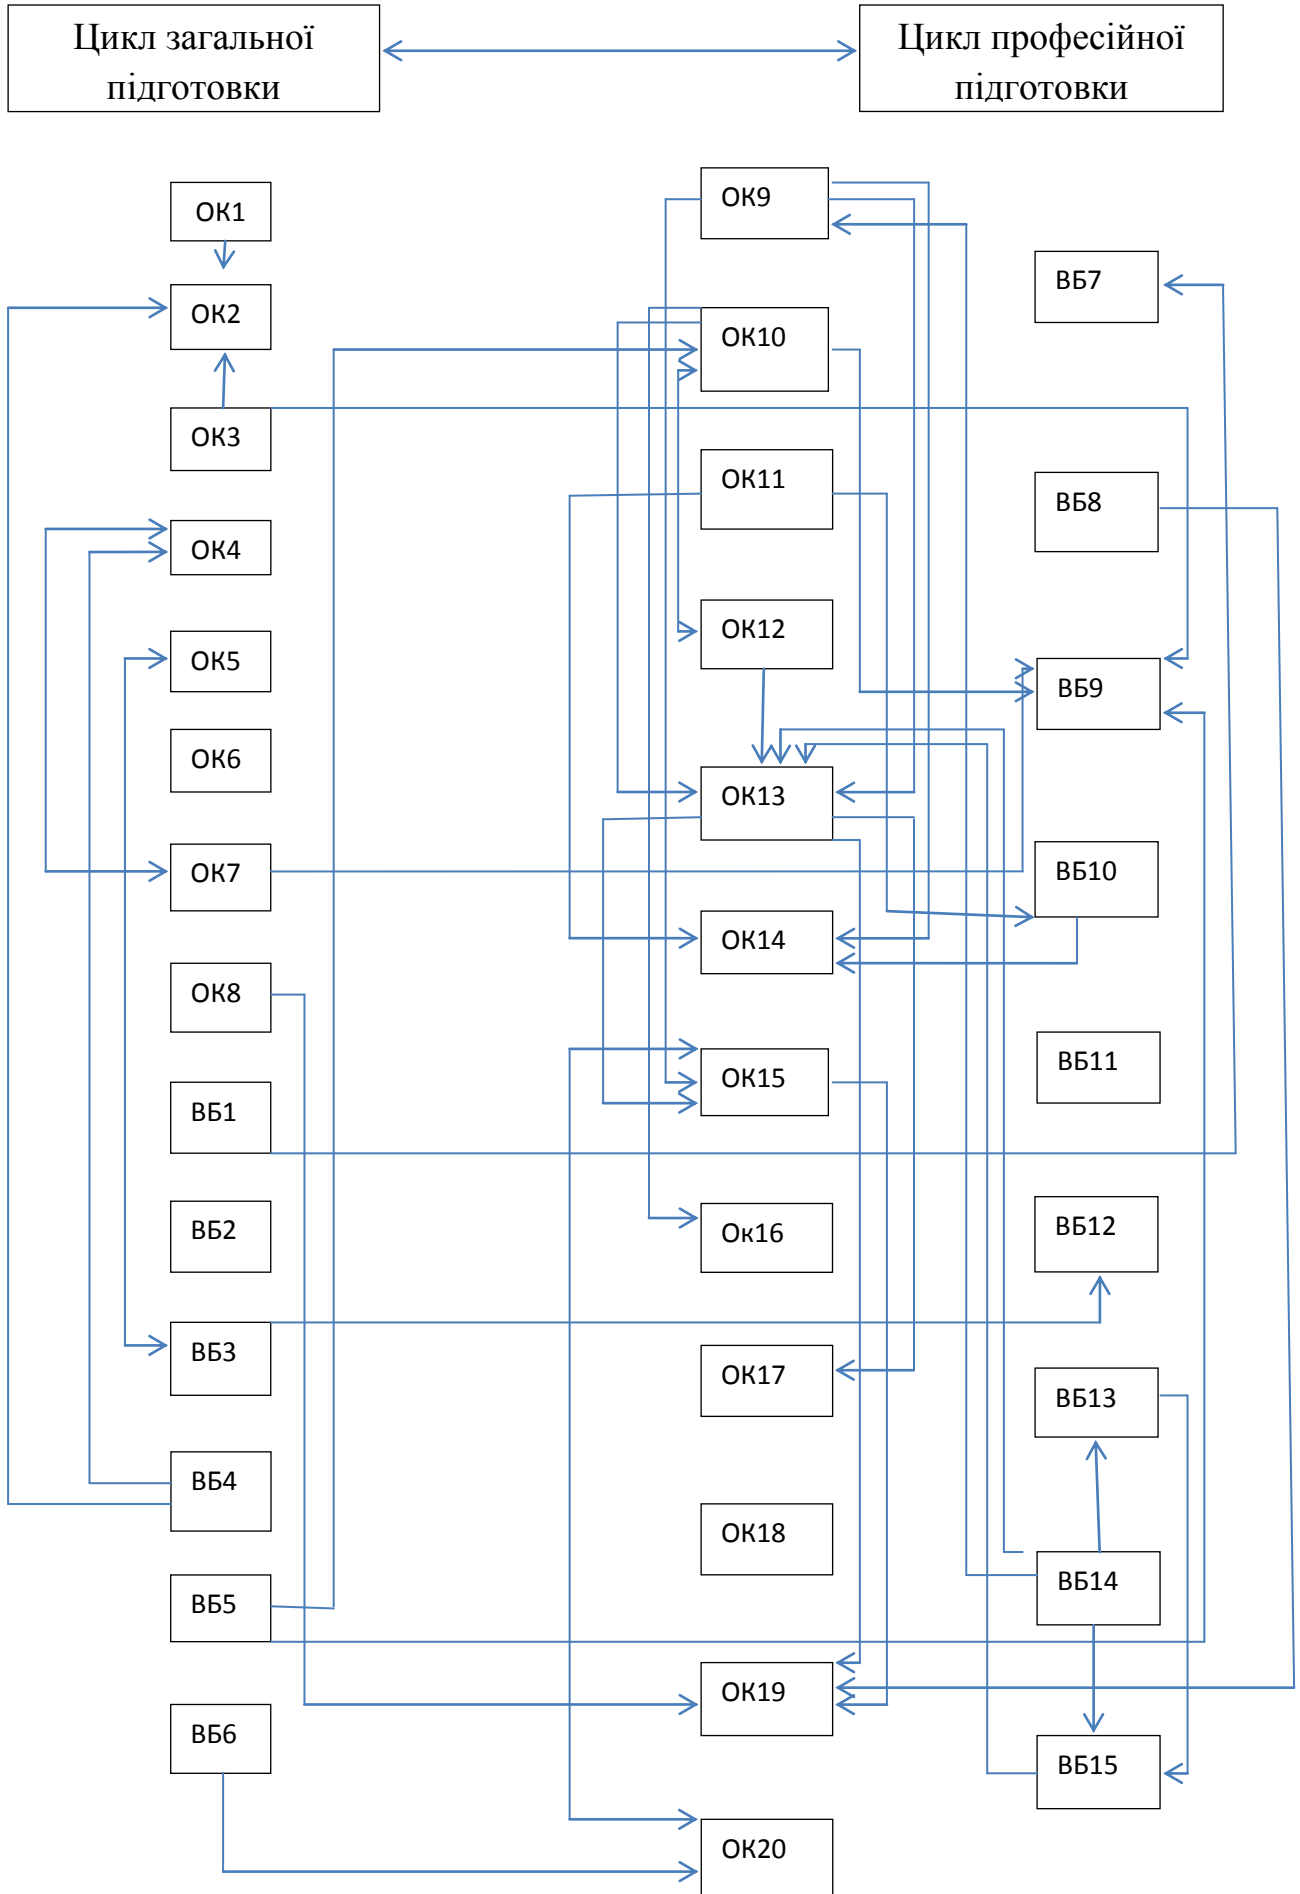 Цикл загальної
підготовки
Цикл професійної
підготовки
ОК1
ОК2
ОК3
ОК4
ОК5
ОК6
ОК7
ОК8
ВБ1
ВБ2
ВБ3
ВБ4
ВБ5
ВБ6
ОК9
ОК10
ОК11
ОК12
ОК13
ОК14
ОК15
Ок16
ОК17
ОК18
ОК19
ОК20
ВБ7
ВБ8
ВБ9
ВБ10
ВБ11
ВБ12
ВБ13
ВБ14
ВБ15